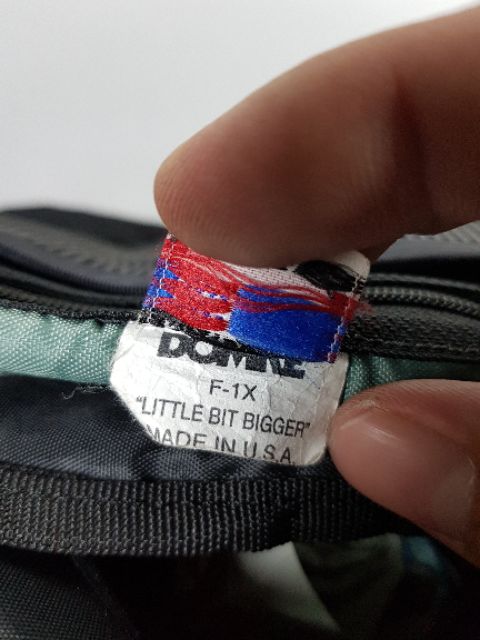 DOMKE
F-1X
"LITTLE BIT BIGGER"
MADE IN U.S.A.